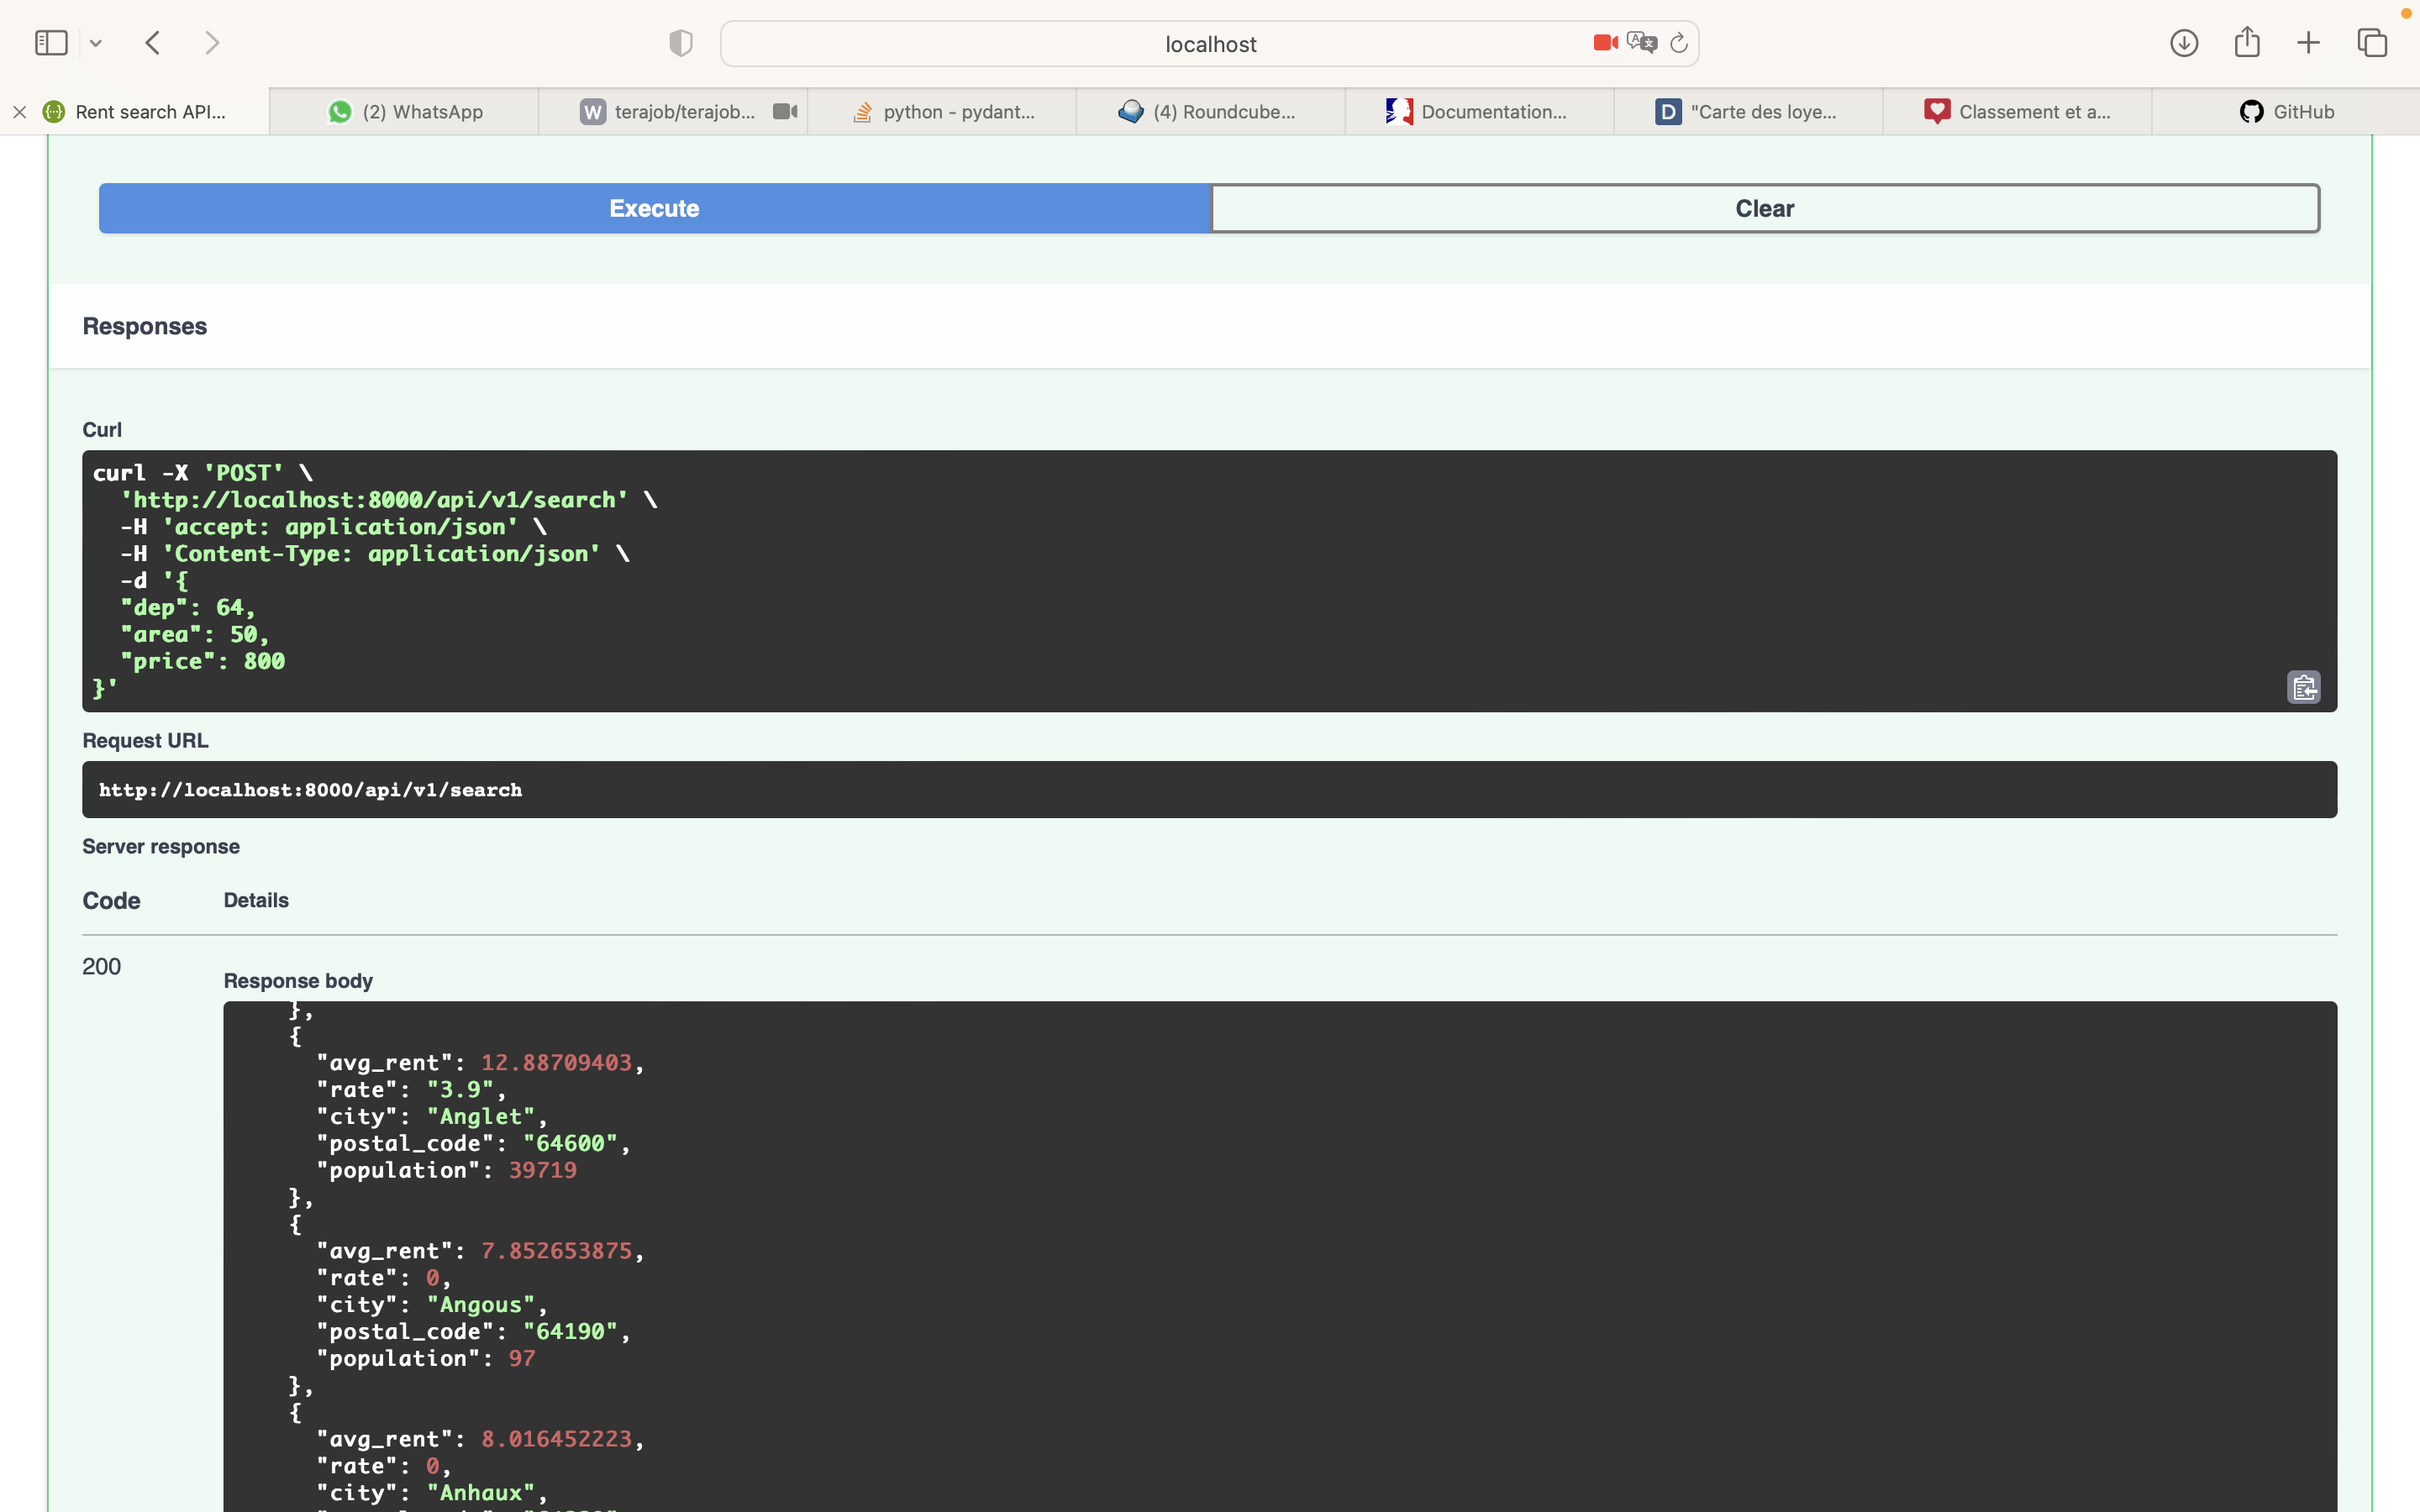 localhost
Rent search API...
(2) WhatsApp
W terajob/terajob...
python - pydant...
(4) Roundcube...
Documentation...
D "Carte des loye...
Classement et a...
GitHub
Execute
Clear
Responses
Curl
curl -X 'POST' \
'http://localhost:8000/api/v1/search' \
-H 'accept: application/json' \
-H 'Content-Type: application/json' \
-d '{
"dep": 64,
"area": 50,
"price": 800
}'
Request URL
http://localhost:8000/api/v1/search
Server response
Code Details
200
Response body
},
{
"avg_rent": 12.88709403,
"rate": "3.9",
"city": "Anglet",
"postal_code": "64600",
"population": 39719
},
{
"avg_rent": 7.852653875,
"rate": 0,
"city": "Angous",
"postal_code": "64190",
"population": 97
},
{
"avg_rent": 8.016452223,
"rate": 0,
"city": "Anhaux",